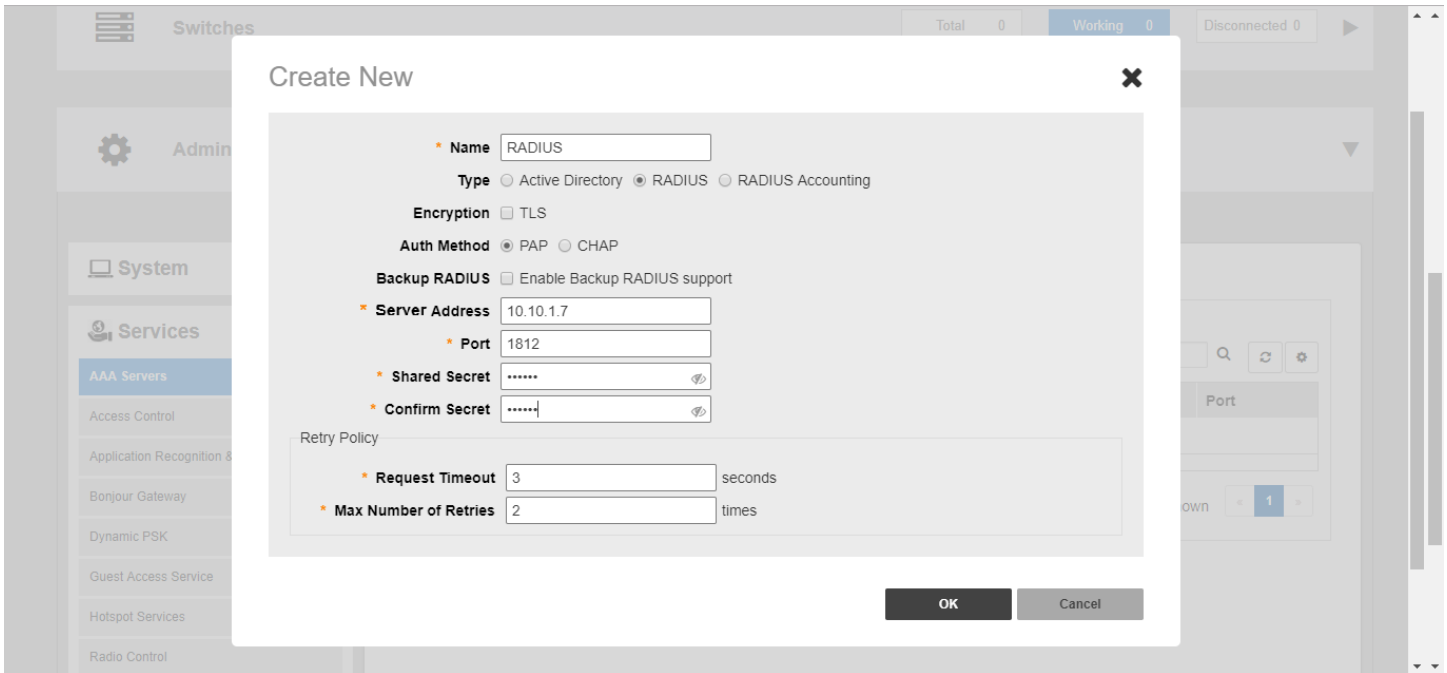 Switches
Total 0
Working 0
Disconnected 0
Create New
Admin
* Name RADIUS
Type Active Directory RADIUS RADIUS Accounting
Encryption TLS
Auth Method PAP CHAP
Backup RADIUS Enable Backup RADIUS support
* Server Address 10.10.1.7
* Port 1812
* Shared Secret ••••••
* Confirm Secret ••••••
Retry Policy
* Request Timeout 3 seconds
* Max Number of Retries 2 times
OK Cancel
System
Services
AAA Servers
Access Control
Application Recognition &
Bonjour Gateway
Dynamic PSK
Guest Access Service
Hotspot Services
Radio Control
Port
own « 1 »